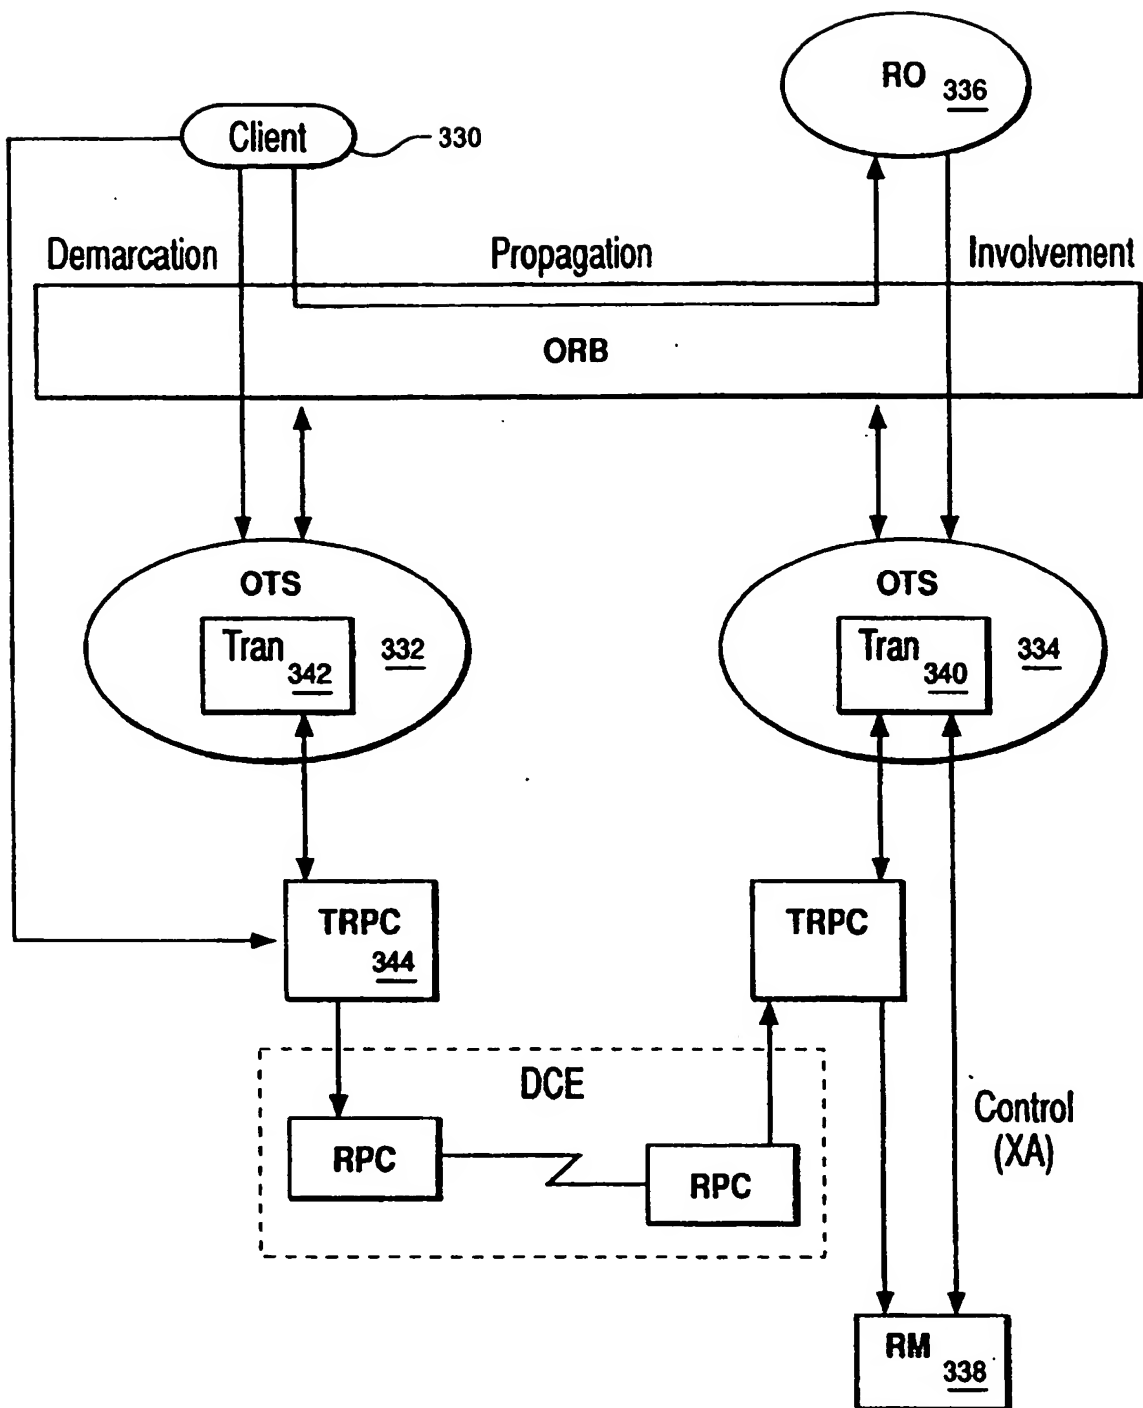 RO 336
Client
330
Demarcation
Propagation
Involvement
ORB
OTS
Tran
342
332
OTS
Tran
340
334
TRPC
344
TRPC
DCE
RPC
RPC
Control
(XA)
RM
338